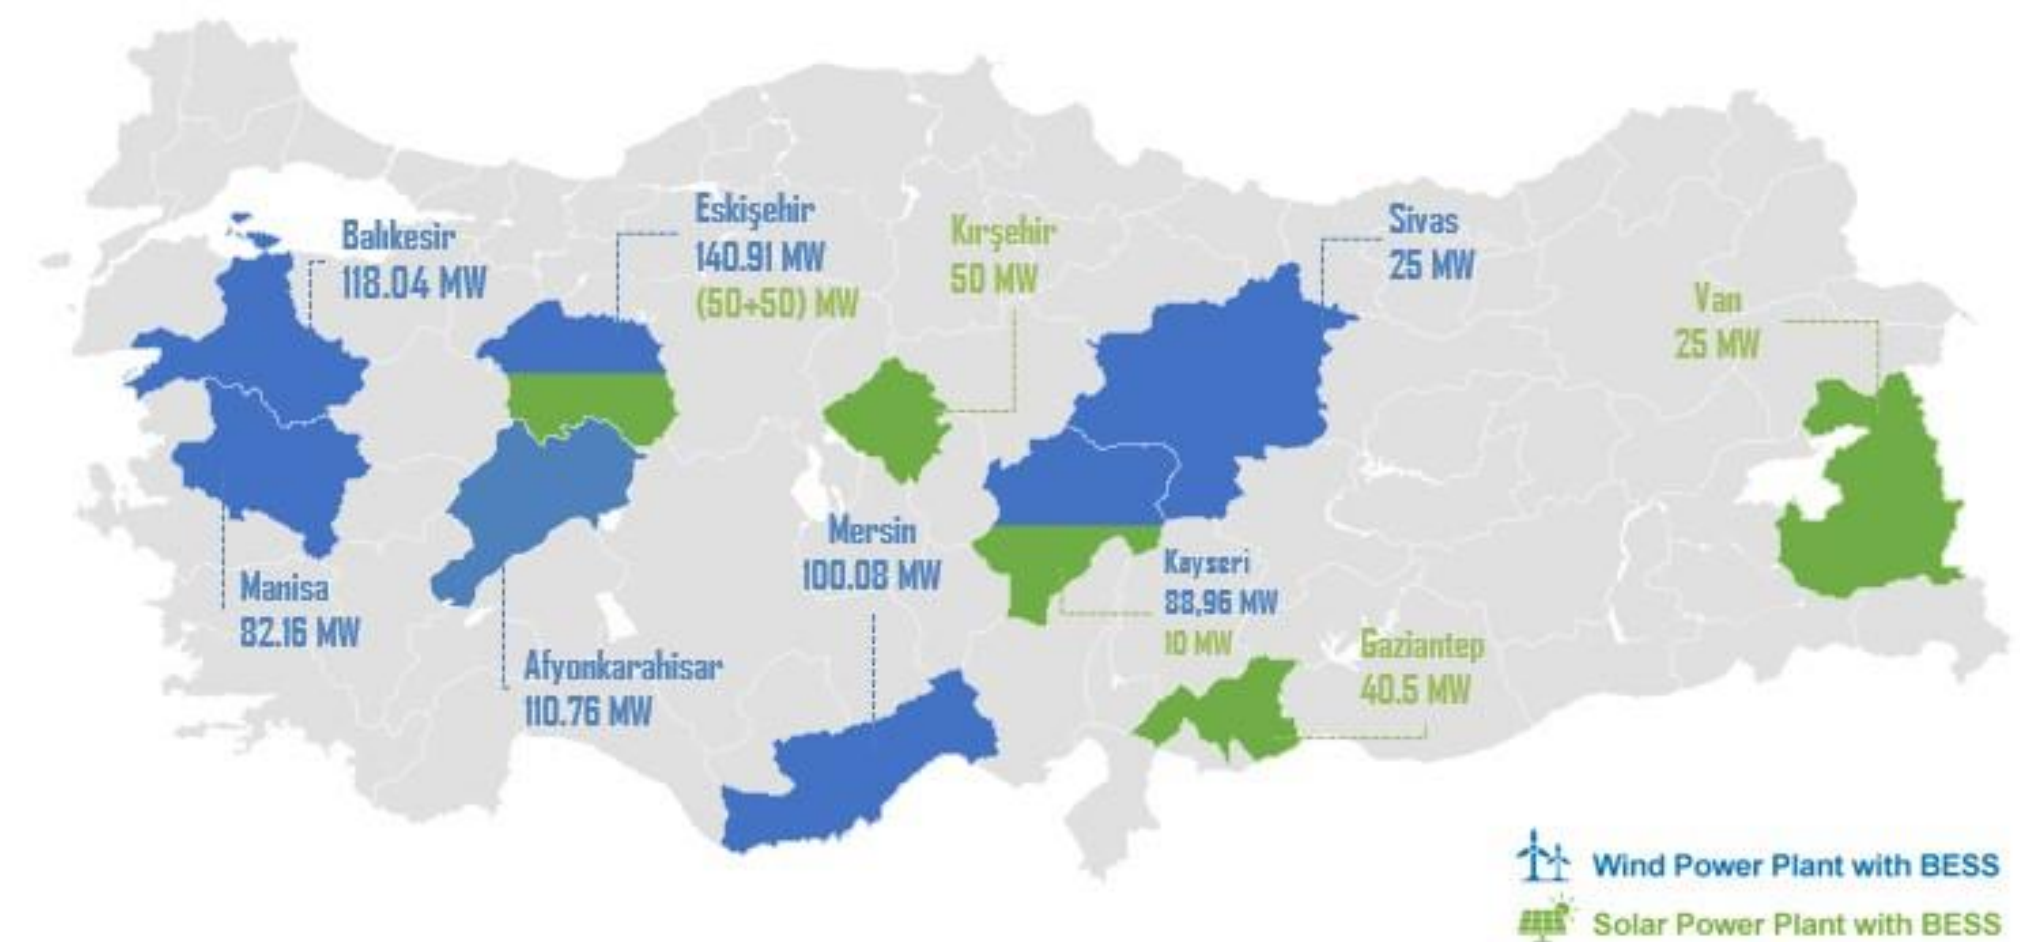 Balıkesir
118.04 MW
Eskişehir
140.91 MW
(50+50) MW
Kırşehir
50 MW
Sivas
25 MW
Van
25 MW
Mersin
100.08 MW
Kayseri
88,96 MW
10 MW
Manisa
82.16 MW
Afyonkarahisar
110.76 MW
Gaziantep
40.5 MW
Wind Power Plant with BESS
Solar Power Plant with BESS